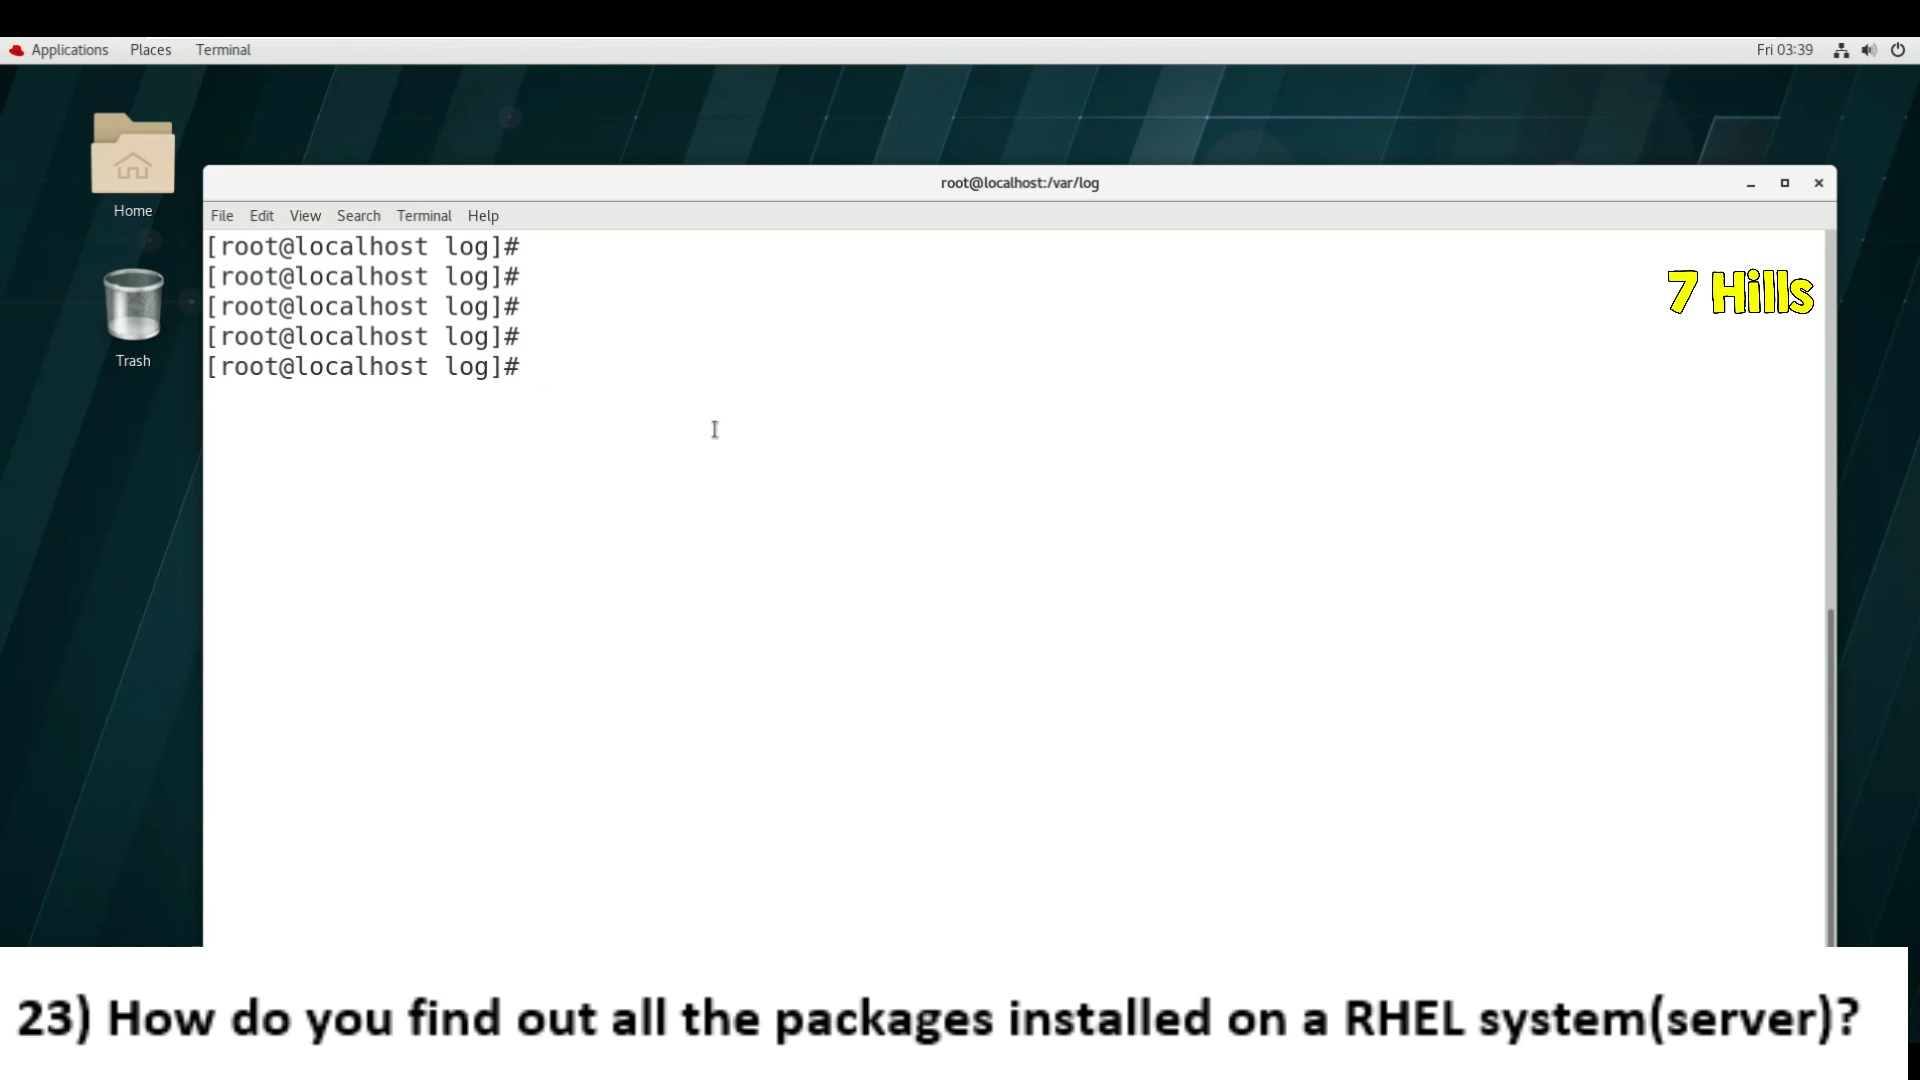 Applications Places Terminal Fri 03:39
Home
Trash
root@localhost:/var/log
File Edit View Search Terminal Help
[root@localhost log]#
[root@localhost log]#
[root@localhost log]#
[root@localhost log]#
[root@localhost log]#
7 Hills
23) How do you find out all the packages installed on a RHEL system(server)?